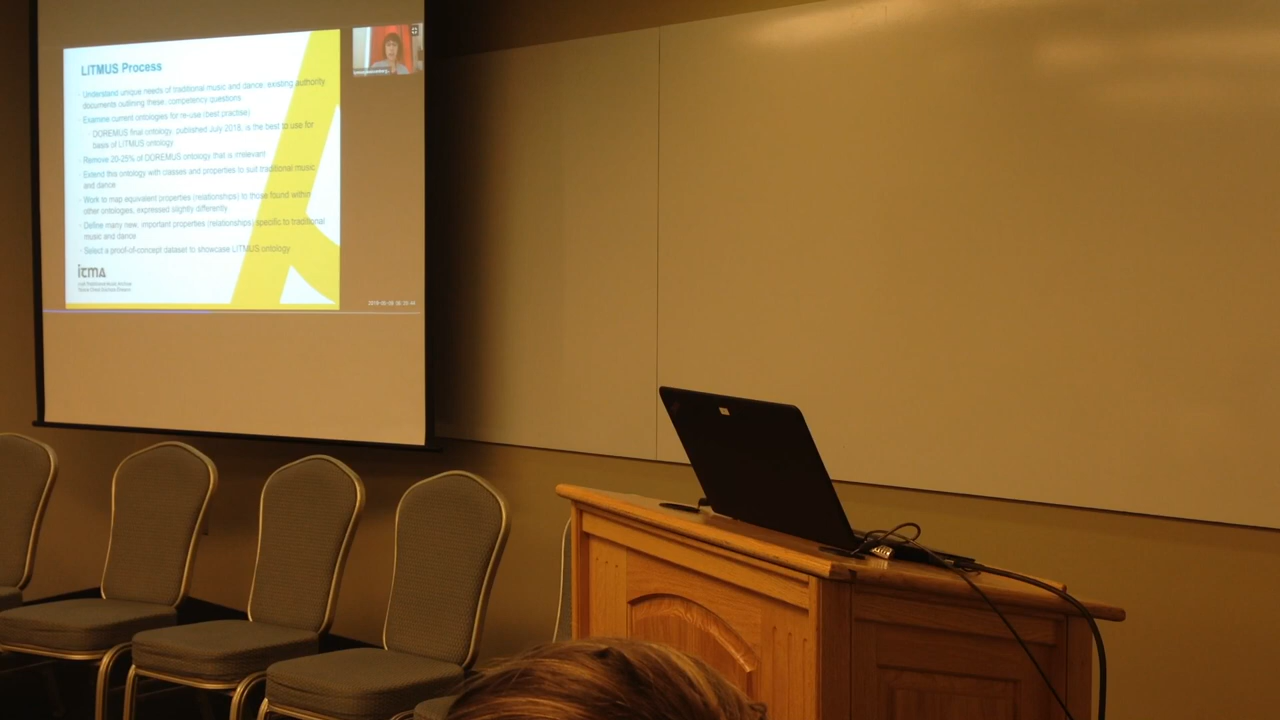 LITMUS Process
Understand unique needs of traditional music and dance; existing authority
documents outlining these, competency questions
Examine current ontologies for re-use (best practise)
DOREMUS final ontology, published July 2018, is the best to use for
basis of LITMUS ontology
Remove 20-25% of DOREMUS ontology that is irrelevant
Extend this ontology with classes and properties to suit traditional music
and dance
Work to map equivalent properties (relationships) to those found within
other ontologies, expressed slightly differently
Define many new, important properties (relationships) specific to traditional
music and dance
Select a proof-of-concept dataset to showcase LITMUS ontology
itma
Irish Traditional Music Archive